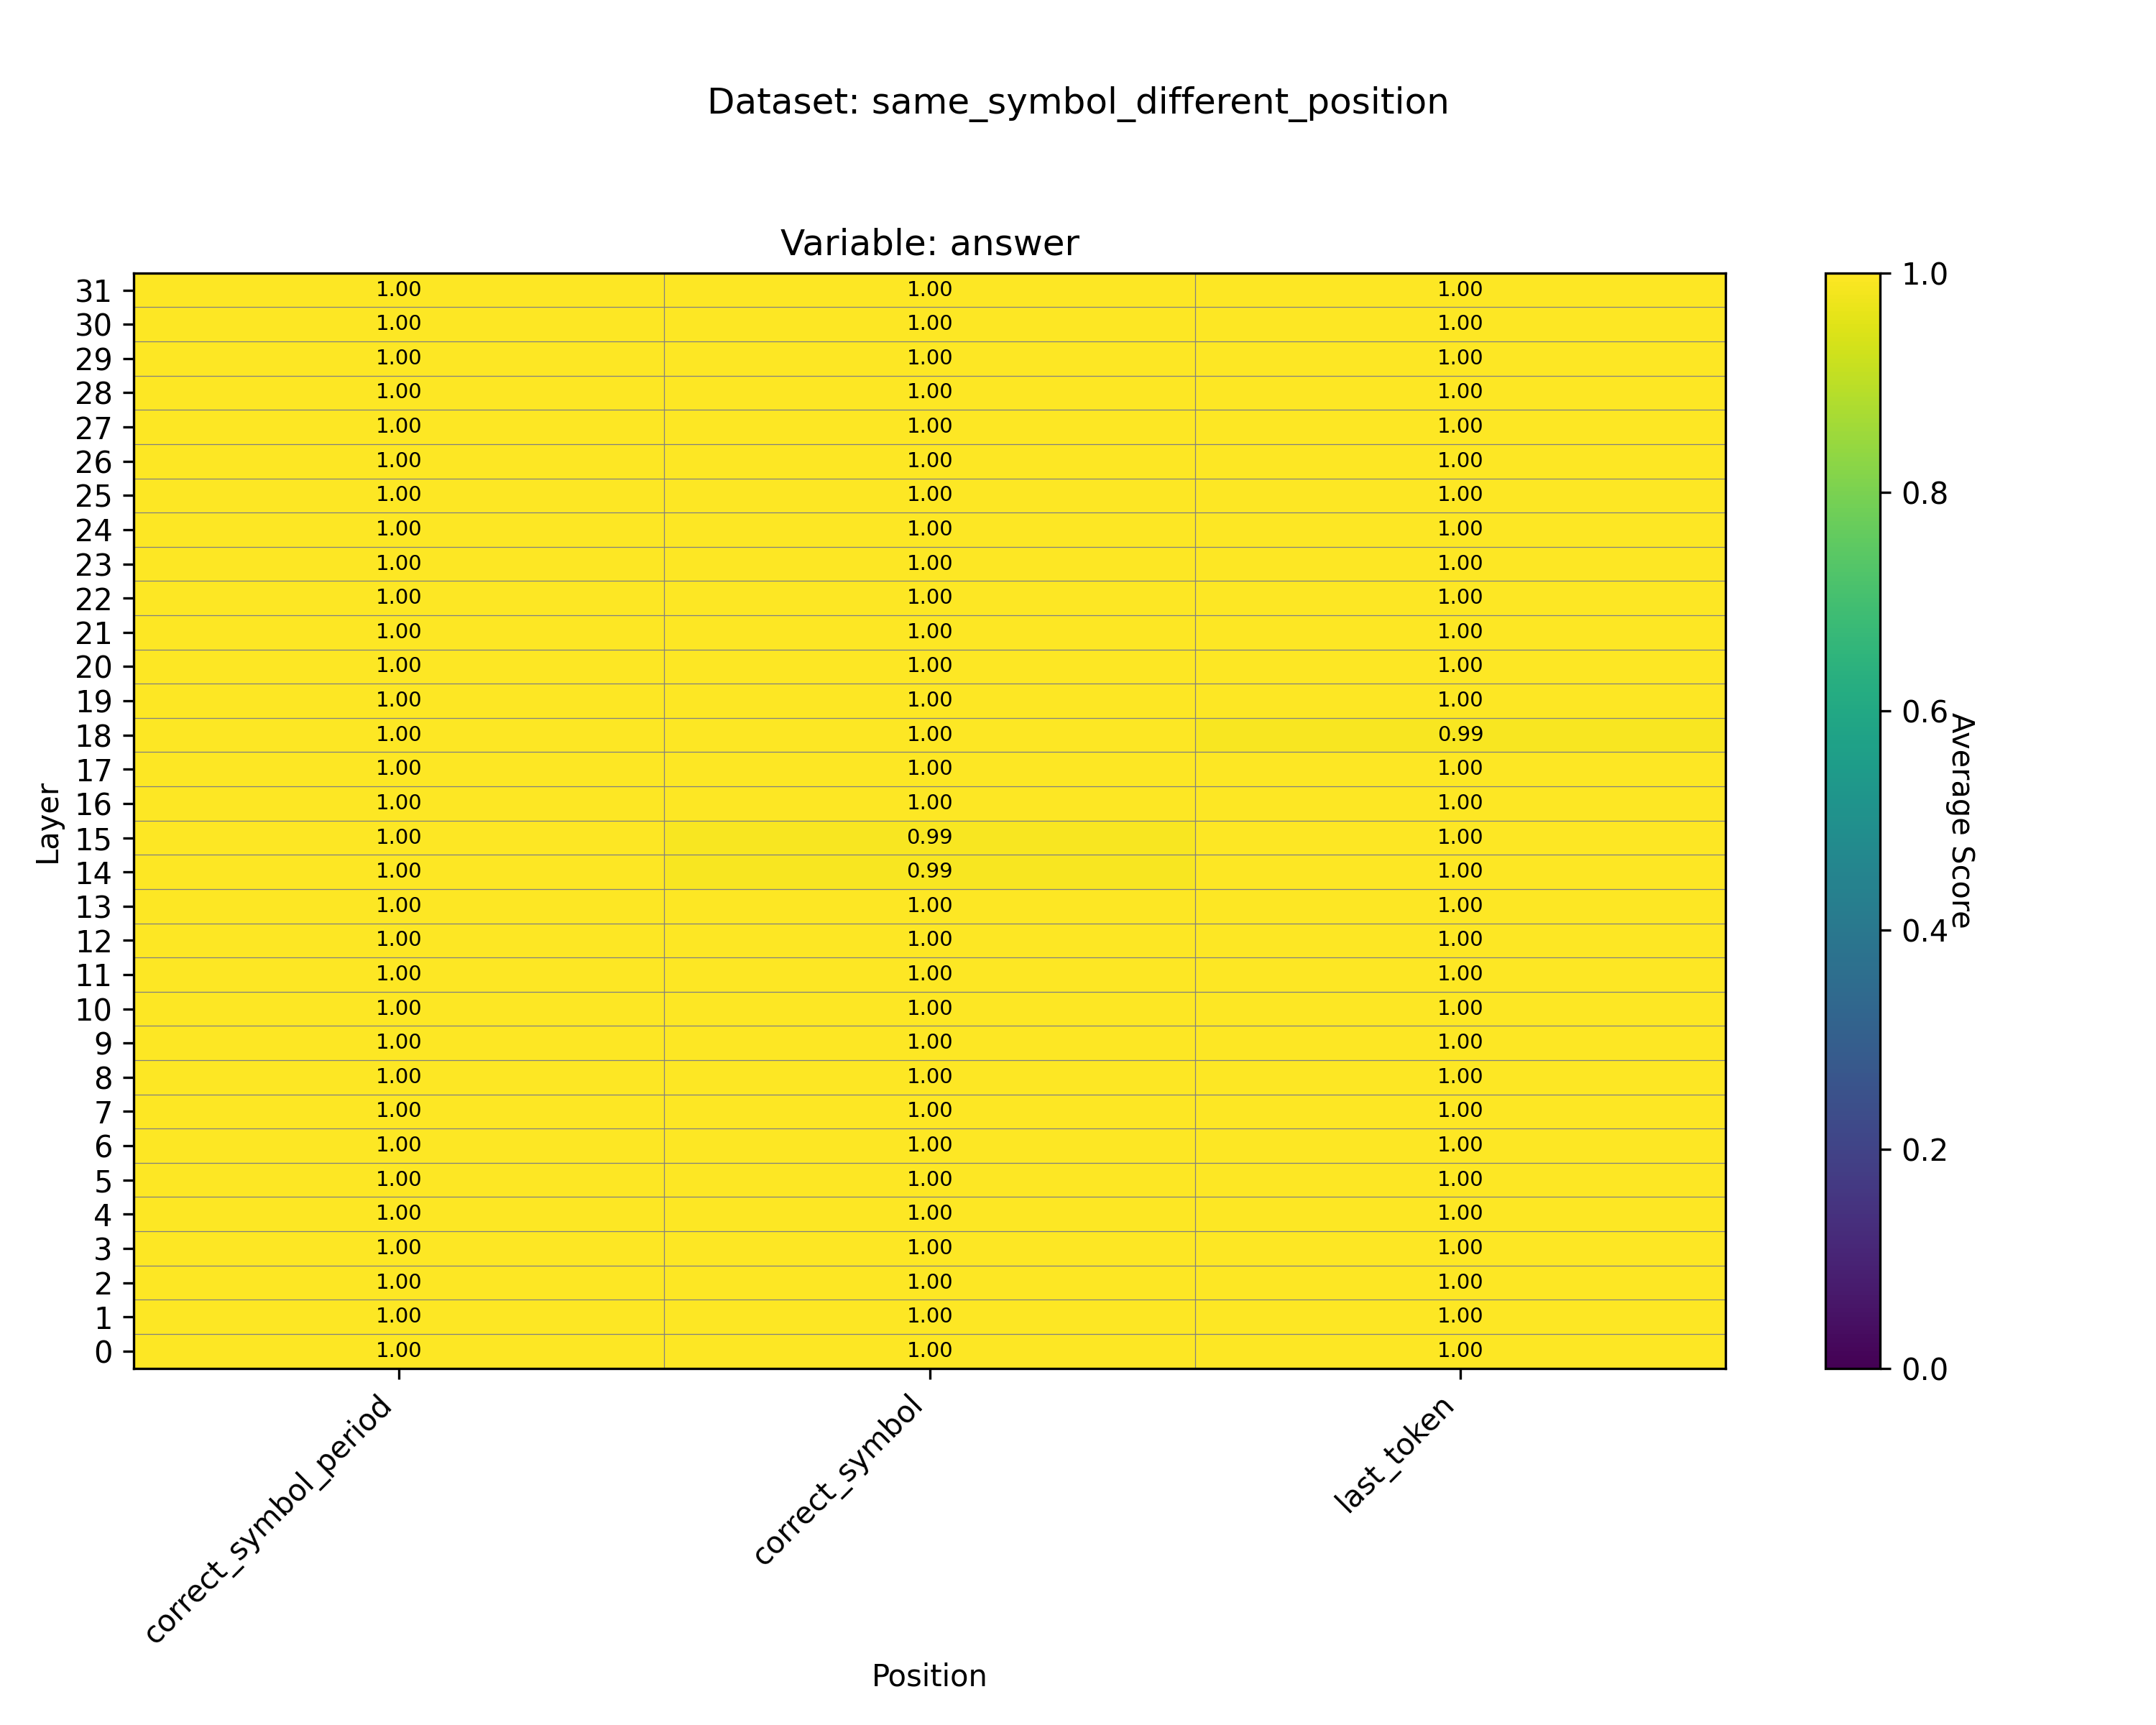 Dataset: same_symbol_different_position
Variable: answer
31 1.00 1.00 1.00
30 1.00 1.00 1.00
29 1.00 1.00 1.00
28 1.00 1.00 1.00
27 1.00 1.00 1.00
26 1.00 1.00 1.00
25 1.00 1.00 1.00
24 1.00 1.00 1.00
23 1.00 1.00 1.00
22 1.00 1.00 1.00
21 1.00 1.00 1.00
20 1.00 1.00 1.00
19 1.00 1.00 1.00
18 1.00 1.00 0.99
17 1.00 1.00 1.00
16 1.00 1.00 1.00
15 1.00 0.99 1.00
14 1.00 0.99 1.00
13 1.00 1.00 1.00
12 1.00 1.00 1.00
11 1.00 1.00 1.00
10 1.00 1.00 1.00
9 1.00 1.00 1.00
8 1.00 1.00 1.00
7 1.00 1.00 1.00
6 1.00 1.00 1.00
5 1.00 1.00 1.00
4 1.00 1.00 1.00
3 1.00 1.00 1.00
2 1.00 1.00 1.00
1 1.00 1.00 1.00
0 1.00 1.00 1.00
Layer
correct_symbol_period
correct_symbol
last_token
Position
1.0
0.8
0.6
0.4
0.2
0.0
Average Score